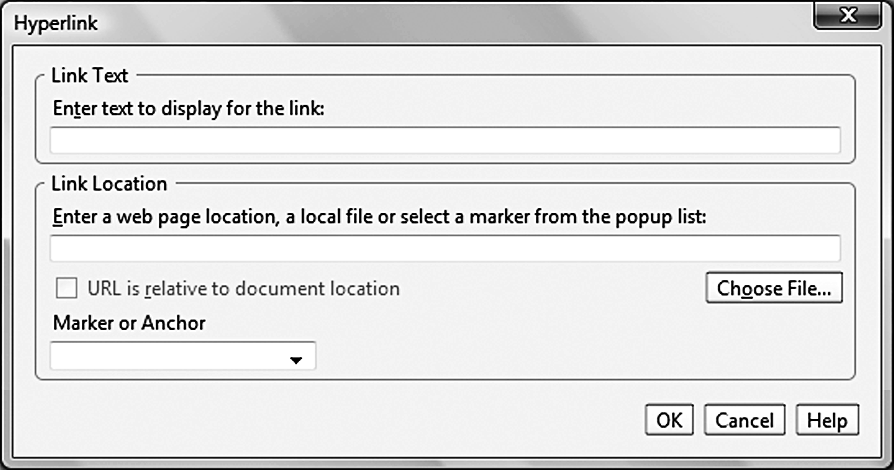 Hyperlink
Link Text
Enter text to display for the link:
Link Location
Enter a web page location, a local file or select a marker from the popup list:
URL is relative to document location
Choose File...
Marker or Anchor
OK Cancel Help